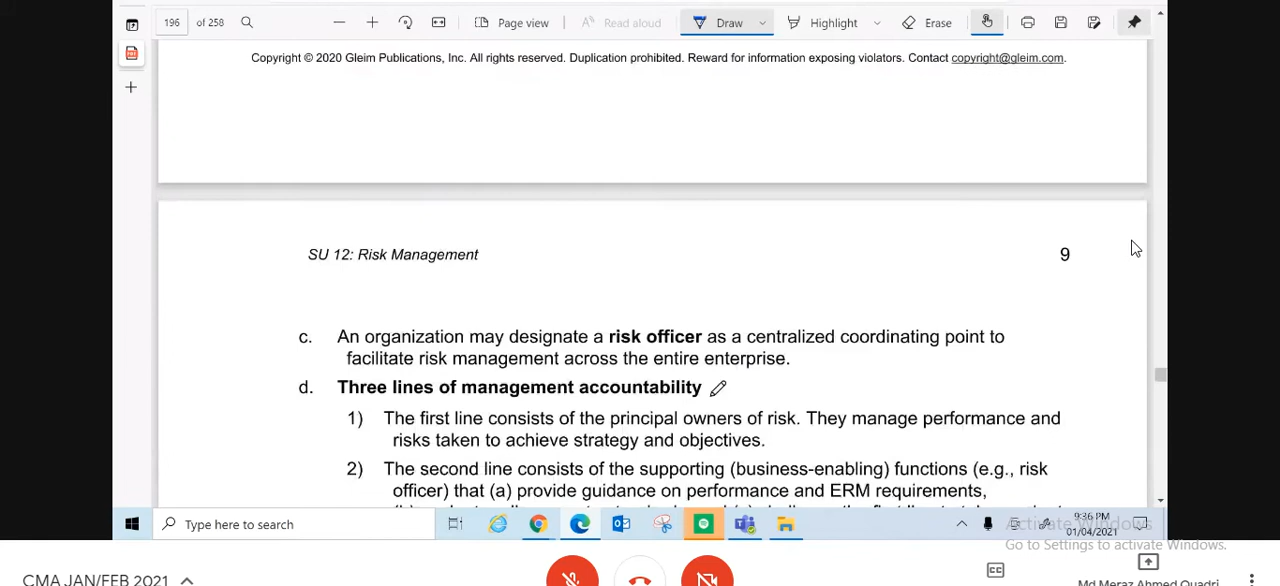 196 of 258 Page view Read aloud Draw Highlight Erase
Copyright © 2020 Gleim Publications, Inc. All rights reserved. Duplication prohibited. Reward for information exposing violators. Contact copyright@gleim.com.
SU 12: Risk Management 9
c. An organization may designate a risk officer as a centralized coordinating point to
facilitate risk management across the entire enterprise.
d. Three lines of management accountability
1) The first line consists of the principal owners of risk. They manage performance and
risks taken to achieve strategy and objectives.
2) The second line consists of the supporting (business-enabling) functions (e.g., risk
officer) that (a) provide guidance on performance and ERM requirements,
Type here to search
9:36 PM
01/04/2021
Activate Windows
Go to Settings to activate Windows.
CMA JAN/FEB 2021
Md Meraz Ahmed Quadri